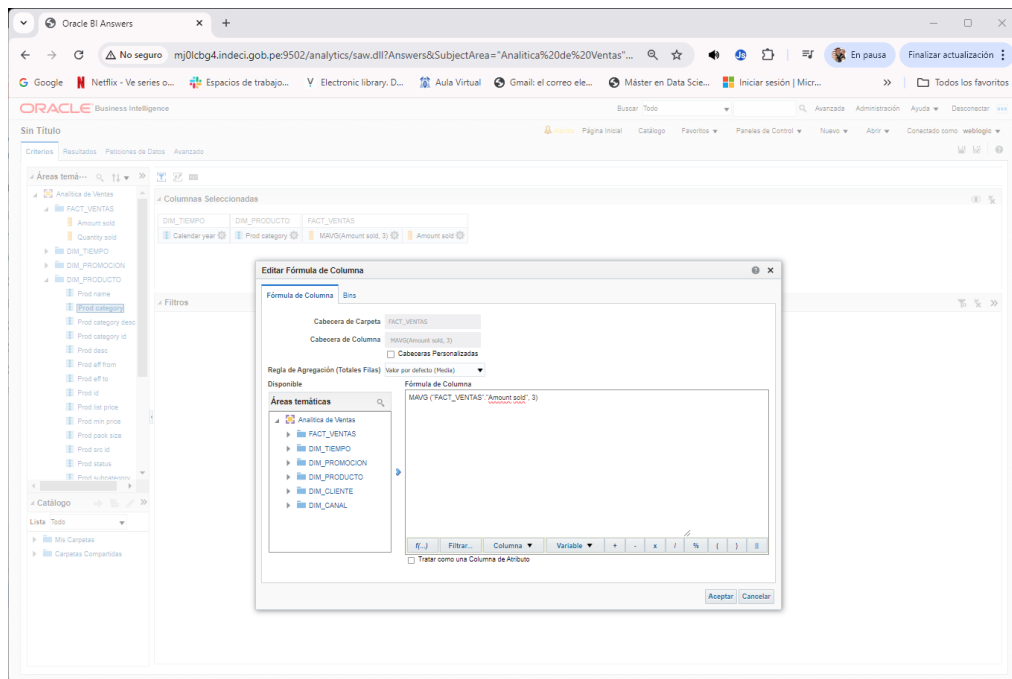 Oracle BI Answers
No seguro mj0lcbg4.indeci.gob.pe:9502/analytics/saw.dll?Answers&SubjectArea="Analitica%20de%20Ventas"... En pausa Finalizar actualización
Google Netflix - Ve series o... Espacios de trabajo... Electronic library. D... Aula Virtual Gmail: el correo ele... Máster en Data Scie... Iniciar sesión | Micr... Todos los favoritos
ORACLE Business Intelligence Buscar Todo Avanzada Administración Ayuda Desconectar
Sin Título Página Inicial Catálogo Favoritos Paneles de Control Nuevo Abrir Conectado como weblogic
Criterios Resultados Peticiones de Datos Avanzado
Áreas temá...
Analitica de Ventas
FACT_VENTAS
Amount sold
Quantity sold
DIM_TIEMPO
DIM_PROMOCION
DIM_PRODUCTO
Prod name
Prod category
Prod category desc
Prod category id
Prod desc
Prod eff from
Prod eff to
Prod id
Prod list price
Prod min price
Prod pack size
Prod src id
Prod status
Prod subcategory
Catálogo
Lista Todo
Mis Carpetas
Carpetas Compartidas
Columnas Seleccionadas
DIM_TIEMPO DIM_PRODUCTO FACT_VENTAS
Calendar year Prod category MAVG(Amount sold, 3) Amount sold
Filtros
Editar Fórmula de Columna
Fórmula de Columna Bins
Cabecera de Carpeta FACT_VENTAS
Cabecera de Columna MAVG(Amount sold, 3)
Cabeceras Personalizadas
Regla de Agregación (Totales Filas) Valor por defecto (Media)
Disponible Fórmula de Columna
Áreas temáticas
Analitica de Ventas
FACT_VENTAS
DIM_TIEMPO
DIM_PROMOCION
DIM_PRODUCTO
DIM_CLIENTE
DIM_CANAL
MAVG ("FACT_VENTAS"."Amount sold", 3)
f(...) Filtrar... Columna Variable + - x / % ( ) ||
Tratar como una Columna de Atributo
Aceptar Cancelar